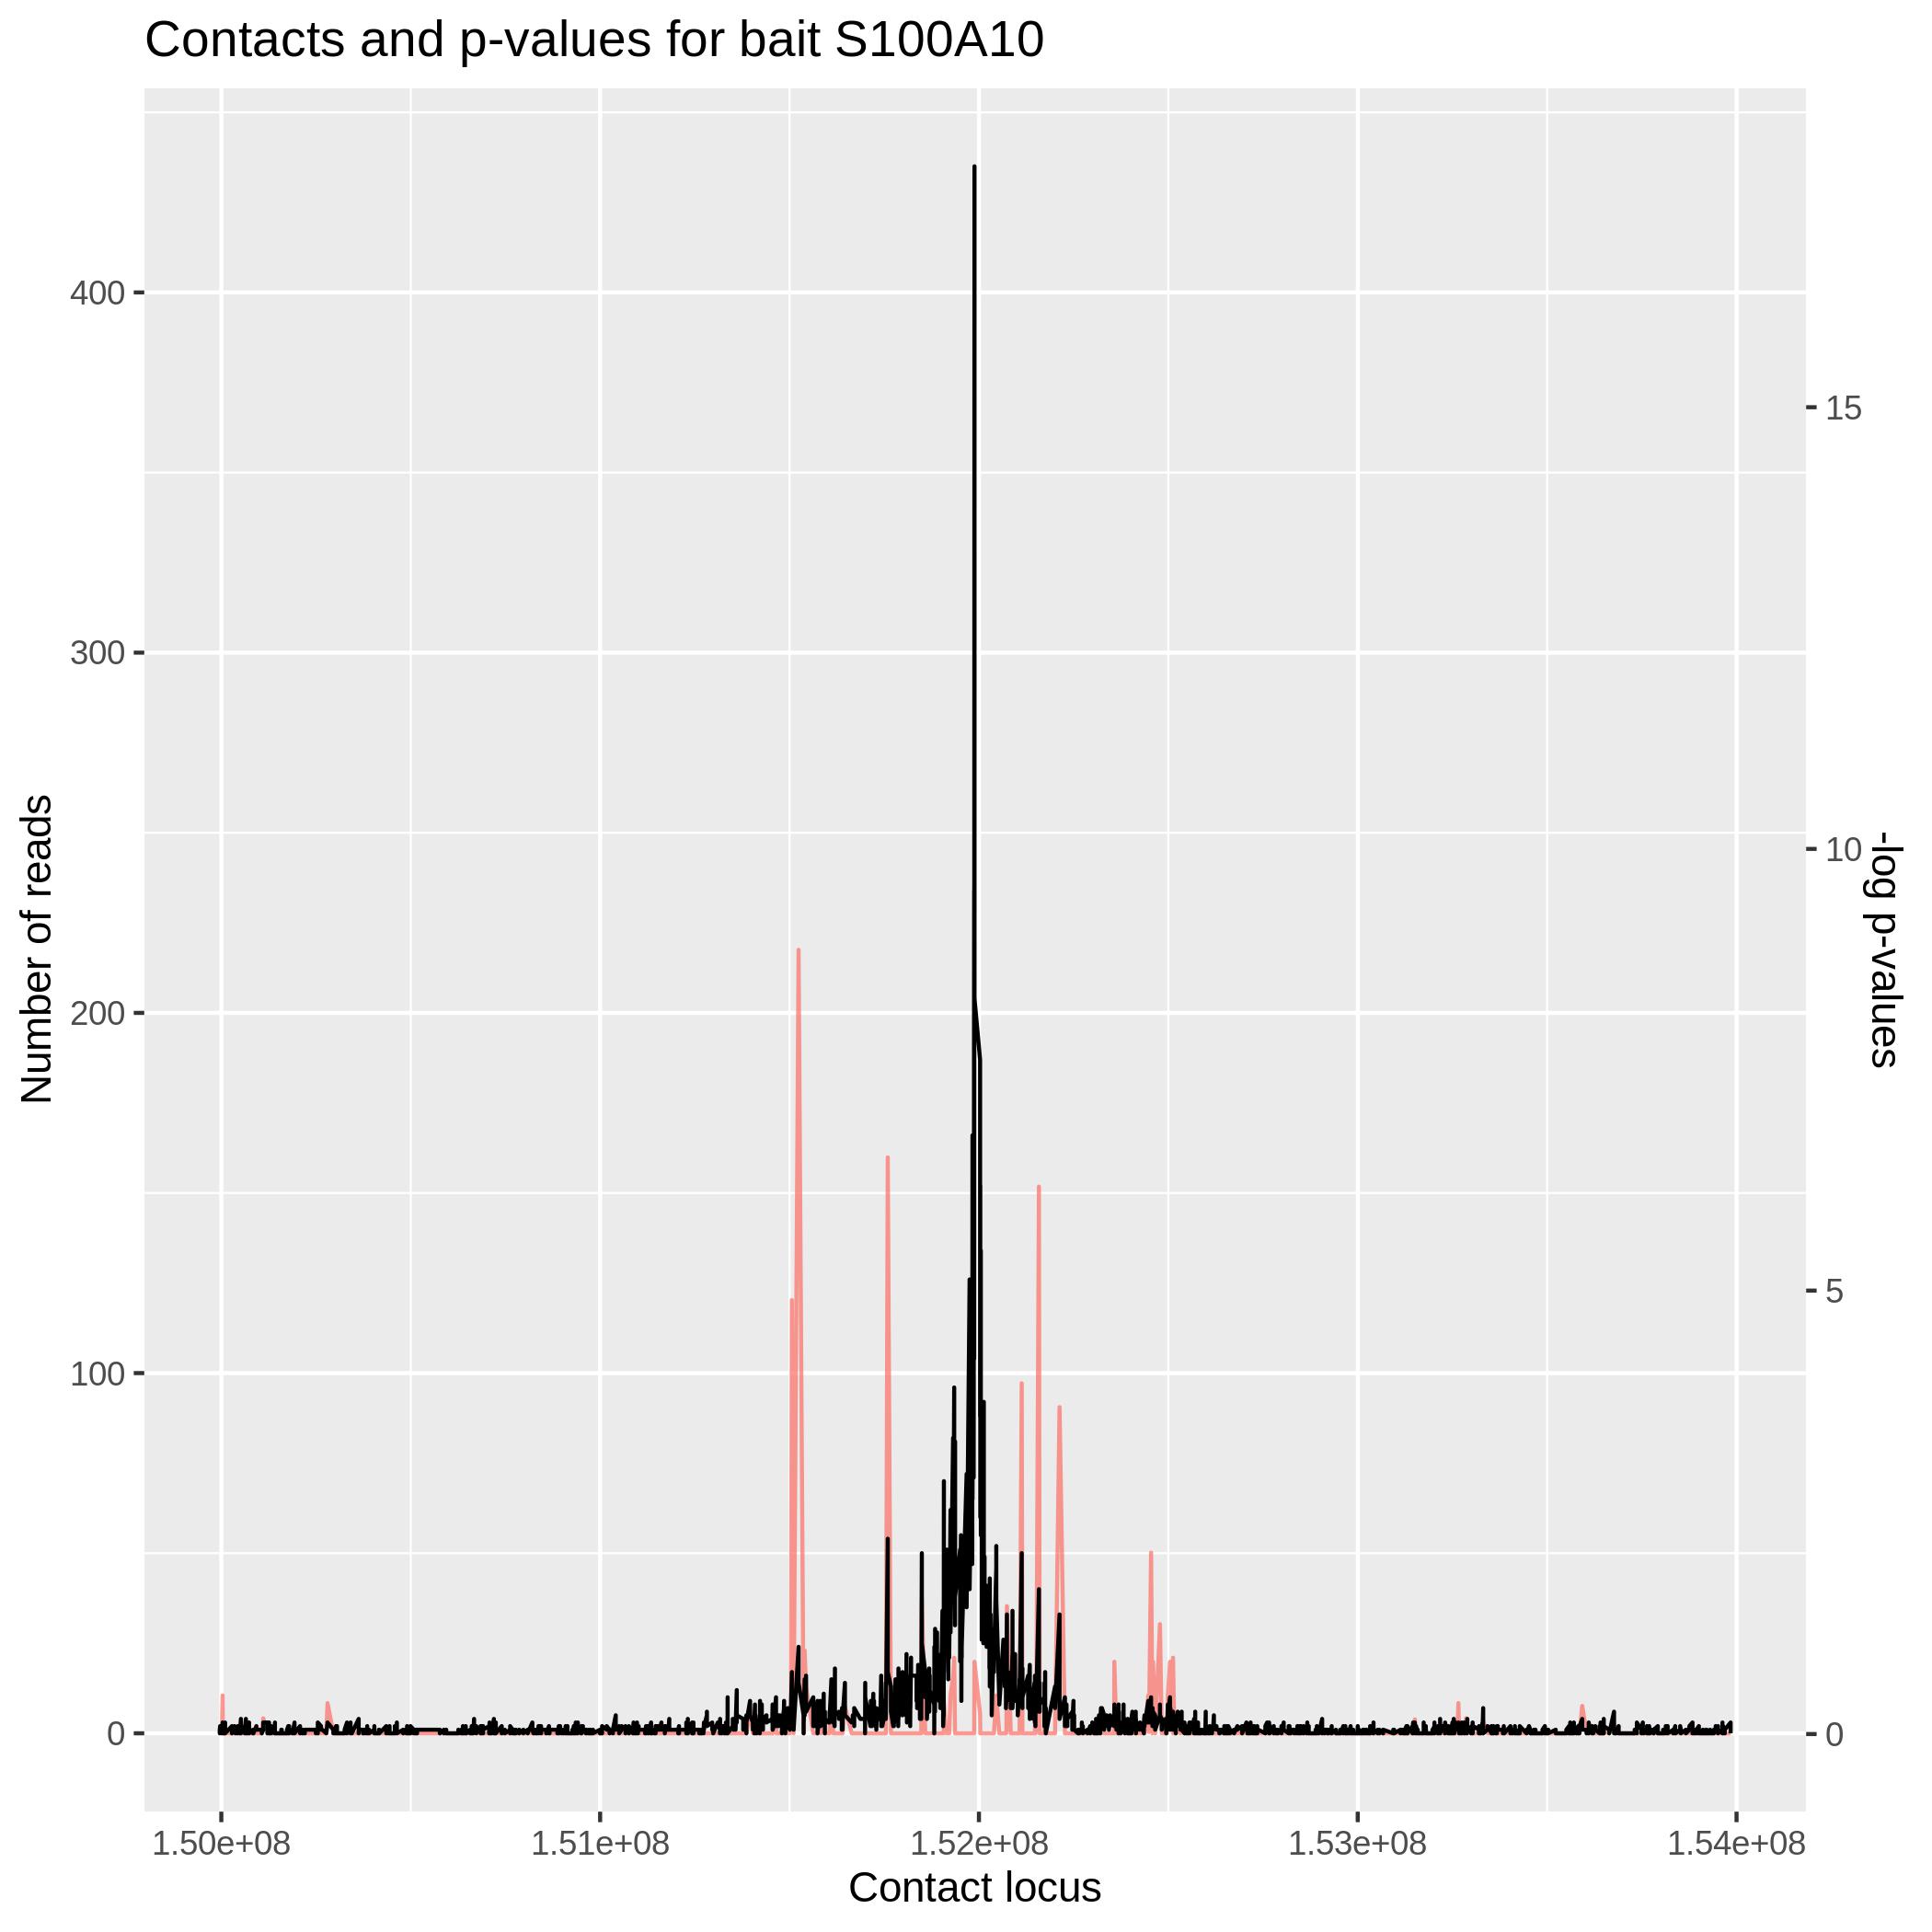 Contacts and p-values for bait S100A10
Number of reads
400
300
200
100
0
15
10
5
0
-log p-values
1.50e+08
1.51e+08
1.52e+08
1.53e+08
1.54e+08
Contact locus